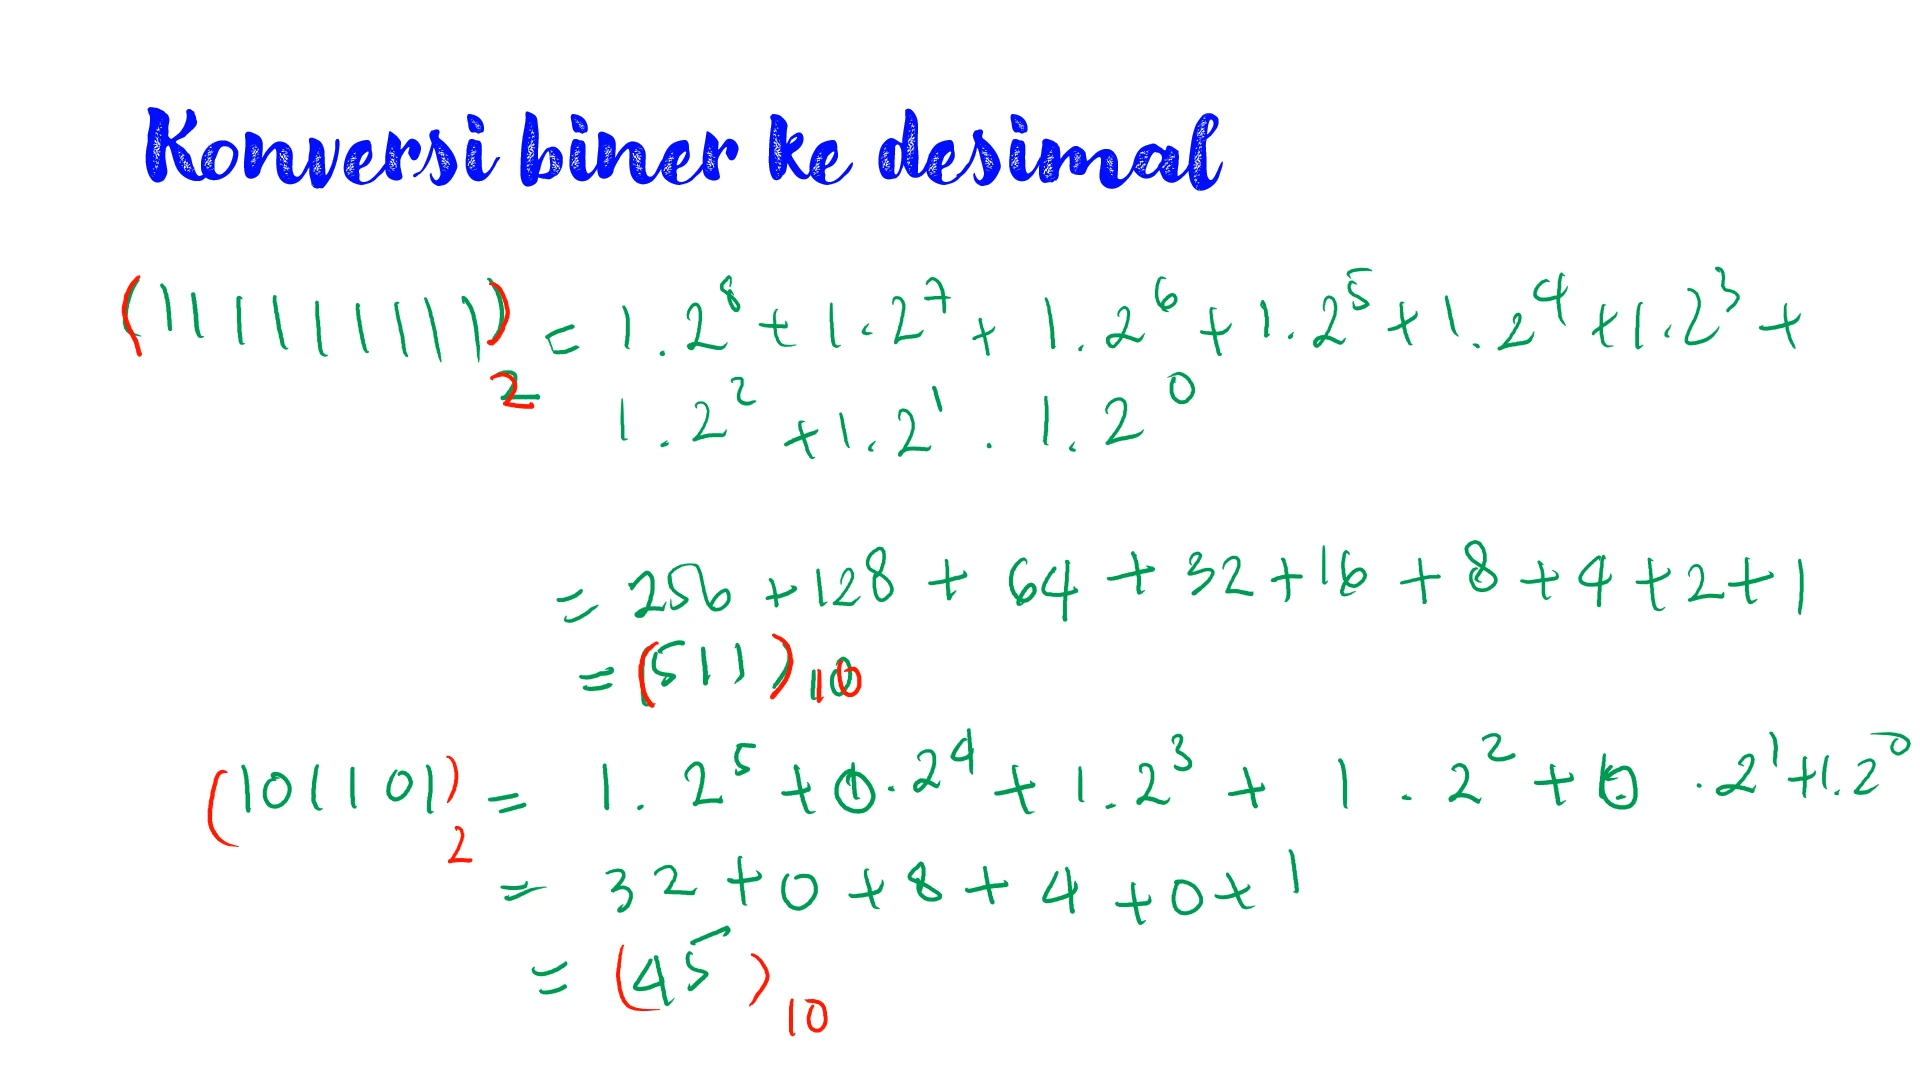 Konversi biner ke desimal
(111111111)₂ = 1.2⁸ + 1.2⁷ + 1.2⁶ + 1.2⁵ + 1.2⁴ + 1.2³ +
1.2² + 1.2¹ . 1.2⁰
= 256 + 128 + 64 + 32 + 16 + 8 + 4 + 2 + 1
= (511)₁₀
(101101)₂ = 1.2⁵ + 0.2⁴ + 1.2³ + 1.2² + 0.2¹ + 1.2⁰
= 32 + 0 + 8 + 4 + 0 + 1
= (45)₁₀